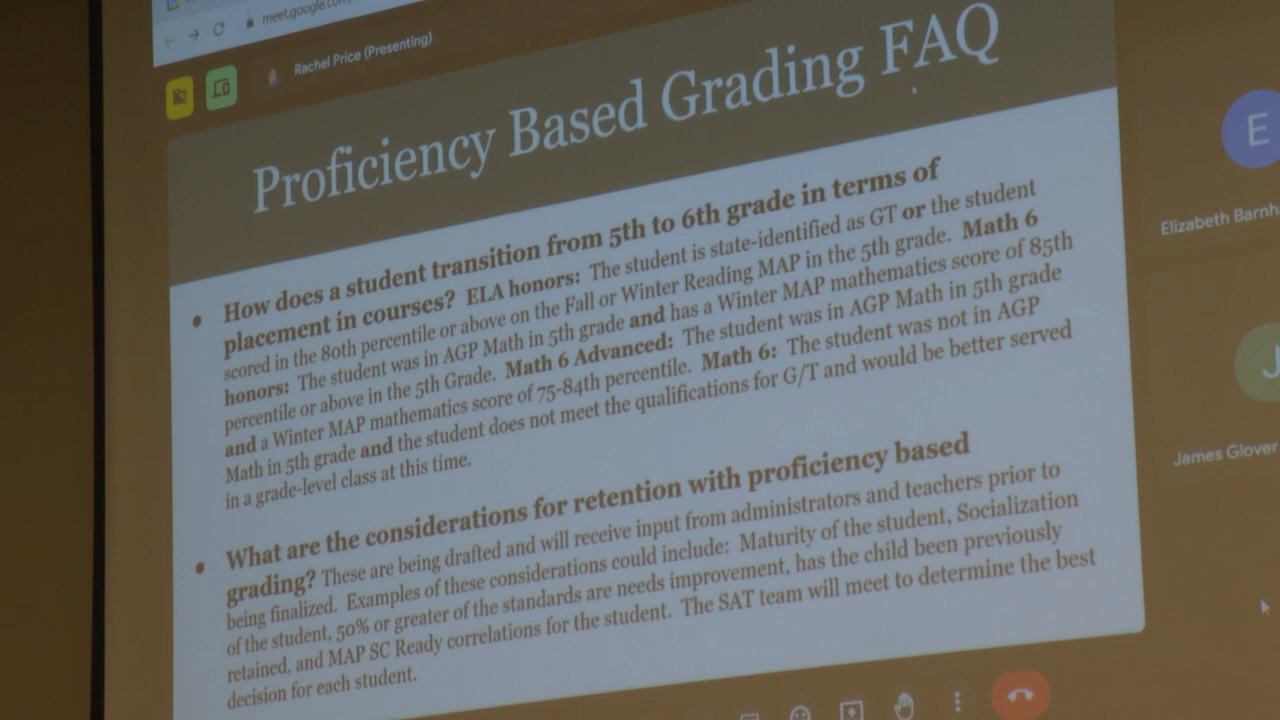 meet.google.com
Rachel Price (Presenting)
Proficiency Based Grading FAQ
• How does a student transition from 5th to 6th grade in terms of
placement in courses? ELA honors: The student is state-identified as GT or the student
scored in the 80th percentile or above on the Fall or Winter Reading MAP in the 5th grade. Math 6
honors: The student was in AGP Math in 5th grade and has a Winter MAP mathematics score of 85th
percentile or above in the 5th Grade. Math 6 Advanced: The student was in AGP Math in 5th grade
and a Winter MAP mathematics score of 75-84th percentile. Math 6: The student was not in AGP
Math in 5th grade and the student does not meet the qualifications for G/T and would be better served
in a grade-level class at this time.
• What are the considerations for retention with proficiency based
grading? These are being drafted and will receive input from administrators and teachers prior to
being finalized. Examples of these considerations could include: Maturity of the student, Socialization
of the student, 50% or greater of the standards are needs improvement, has the child been previously
retained, and MAP SC Ready correlations for the student. The SAT team will meet to determine the best
decision for each student.
E
Elizabeth Barnh
J
James Glover